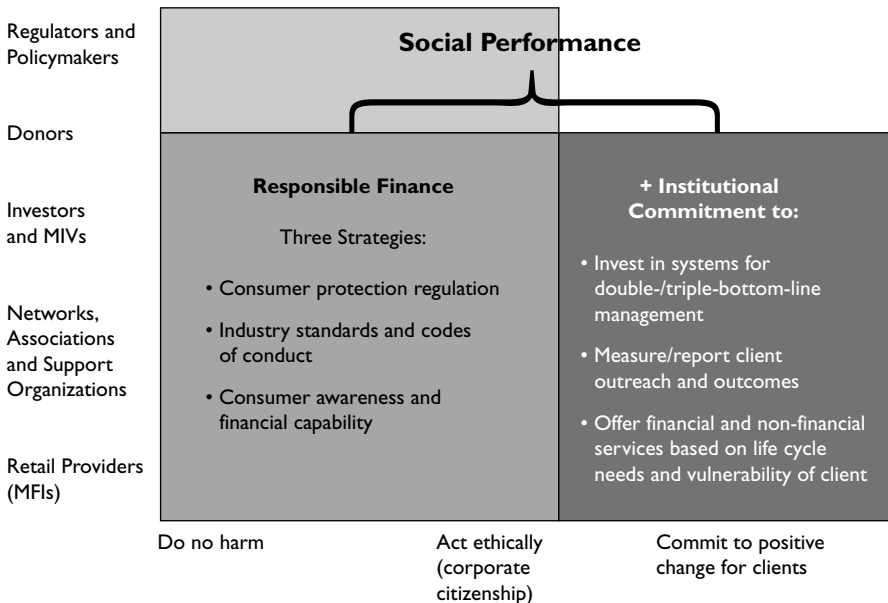 Regulators and
Policymakers
Donors
Investors
and MIVs
Networks,
Associations
and Support
Organizations
Retail Providers
(MFIs)
Social Performance
Responsible Finance
Three Strategies:
• Consumer protection regulation
• Industry standards and codes
of conduct
• Consumer awareness and
financial capability
+ Institutional
Commitment to:
• Invest in systems for
double-/triple-bottom-line
management
• Measure/report client
outreach and outcomes
• Offer financial and non-financial
services based on life cycle
needs and vulnerability of client
Do no harm
Act ethically
(corporate
citizenship)
Commit to positive
change for clients